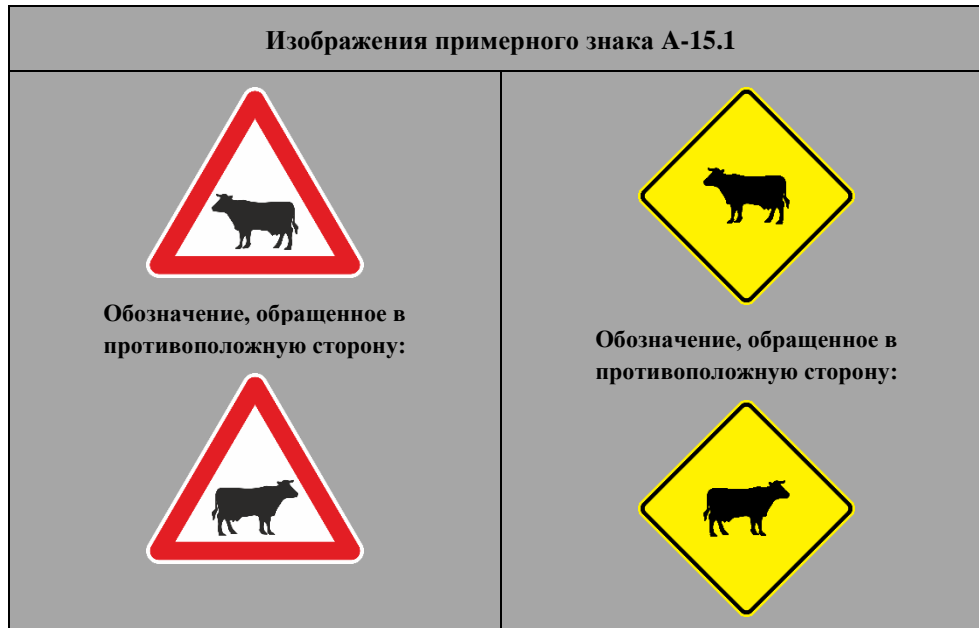 Изображения примерного знака A-15.1
Обозначение, обращенное в
противоположную сторону:
Обозначение, обращенное в
противоположную сторону: